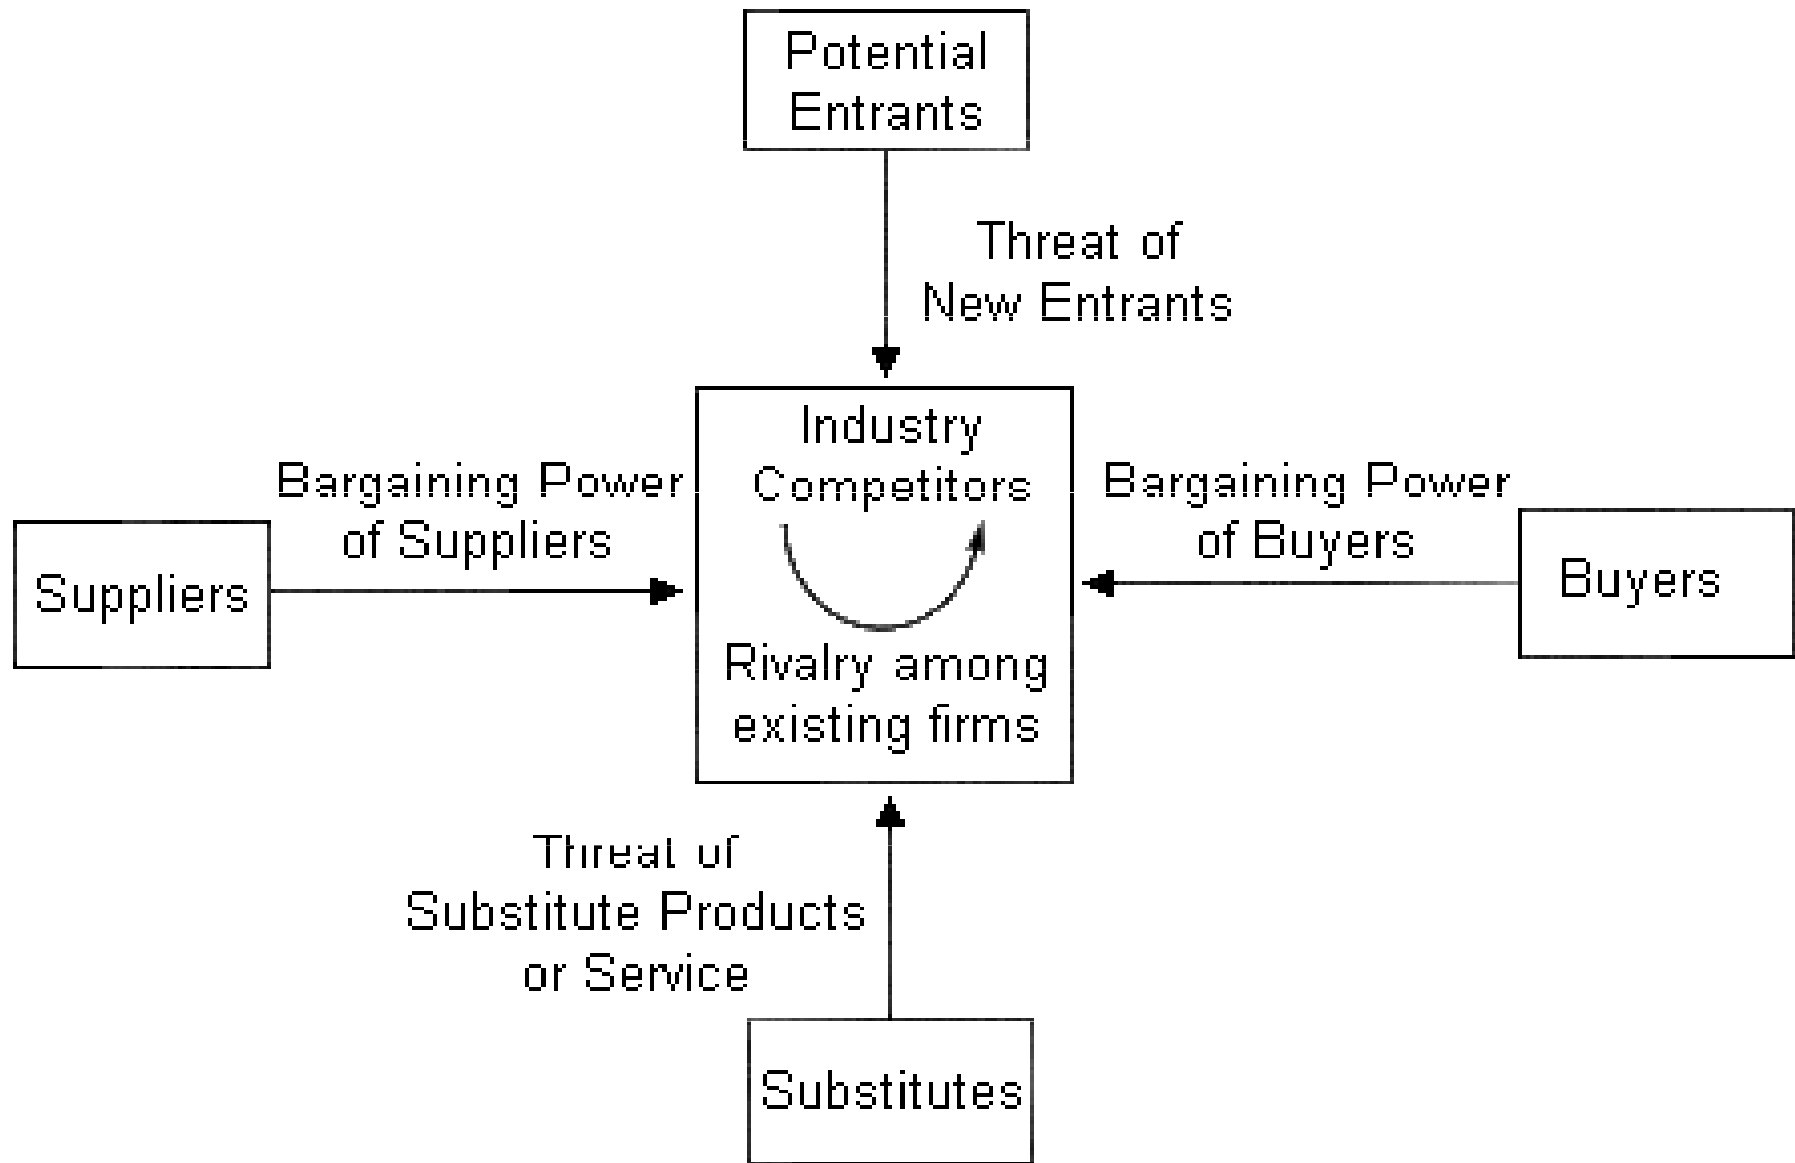 Potential
Entrants
Threat of
New Entrants
Industry
Competitors
Bargaining Power
of Suppliers
Suppliers
Bargaining Power
of Buyers
Buyers
Rivalry among
existing firms
Threat of
Substitute Products
or Service
Substitutes